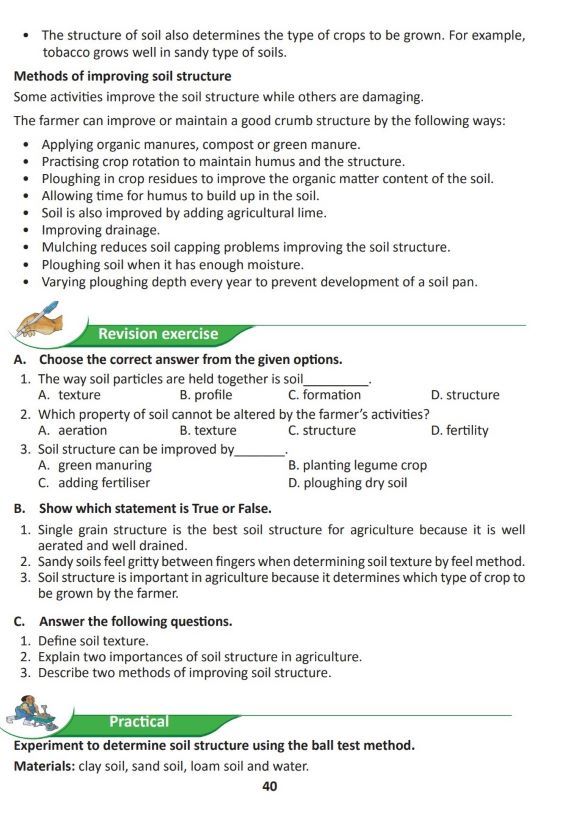 • The structure of soil also determines the type of crops to be grown. For example,
tobacco grows well in sandy type of soils.
Methods of improving soil structure
Some activities improve the soil structure while others are damaging.
The farmer can improve or maintain a good crumb structure by the following ways:
• Applying organic manures, compost or green manure.
• Practising crop rotation to maintain humus and the structure.
• Ploughing in crop residues to improve the organic matter content of the soil.
• Allowing time for humus to build up in the soil.
• Soil is also improved by adding agricultural lime.
• Improving drainage.
• Mulching reduces soil capping problems improving the soil structure.
• Ploughing soil when it has enough moisture.
• Varying ploughing depth every year to prevent development of a soil pan.
Revision exercise
A. Choose the correct answer from the given options.
1. The way soil particles are held together is soil_________.
A. texture B. profile C. formation D. structure
2. Which property of soil cannot be altered by the farmer's activities?
A. aeration B. texture C. structure D. fertility
3. Soil structure can be improved by_______.
A. green manuring B. planting legume crop
C. adding fertiliser D. ploughing dry soil
B. Show which statement is True or False.
1. Single grain structure is the best soil structure for agriculture because it is well
aerated and well drained.
2. Sandy soils feel gritty between fingers when determining soil texture by feel method.
3. Soil structure is important in agriculture because it determines which type of crop to
be grown by the farmer.
C. Answer the following questions.
1. Define soil texture.
2. Explain two importances of soil structure in agriculture.
3. Describe two methods of improving soil structure.
Practical
Experiment to determine soil structure using the ball test method.
Materials: clay soil, sand soil, loam soil and water.
40